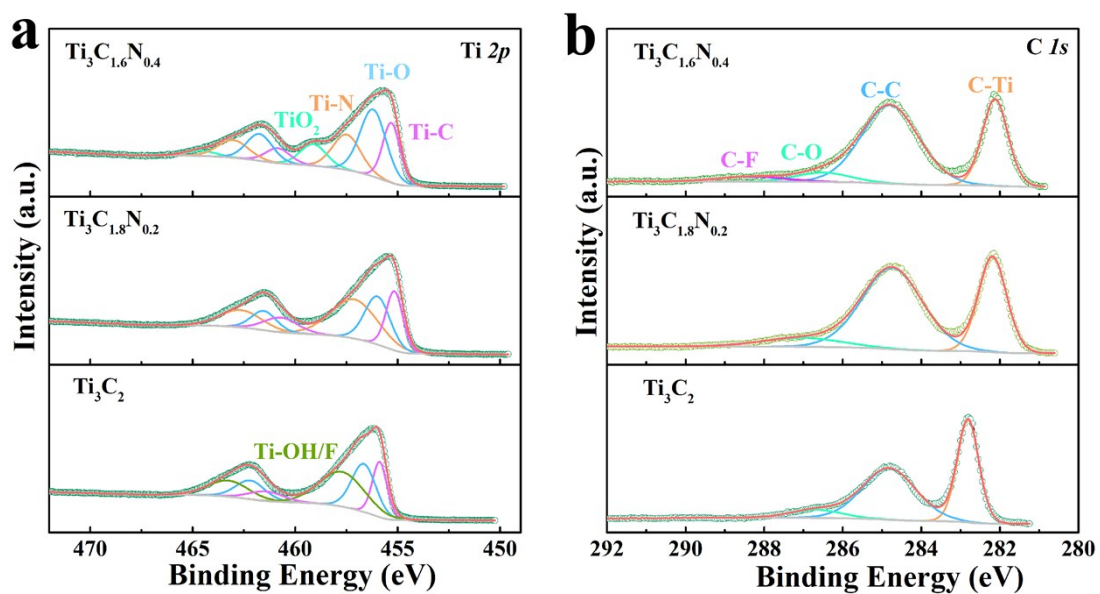 a
Ti3C1.6N0.4
Ti 2p
Ti-O
Ti-N
TiO2
Ti-C
Ti3C1.8N0.2
Ti3C2
Ti-OH/F
Intensity (a.u.)
470 465 460 455 450
Binding Energy (eV)
b
Ti3C1.6N0.4
C 1s
C-C
C-Ti
C-O
C-F
Ti3C1.8N0.2
Ti3C2
Intensity (a.u.)
292 290 288 286 284 282 280
Binding Energy (eV)